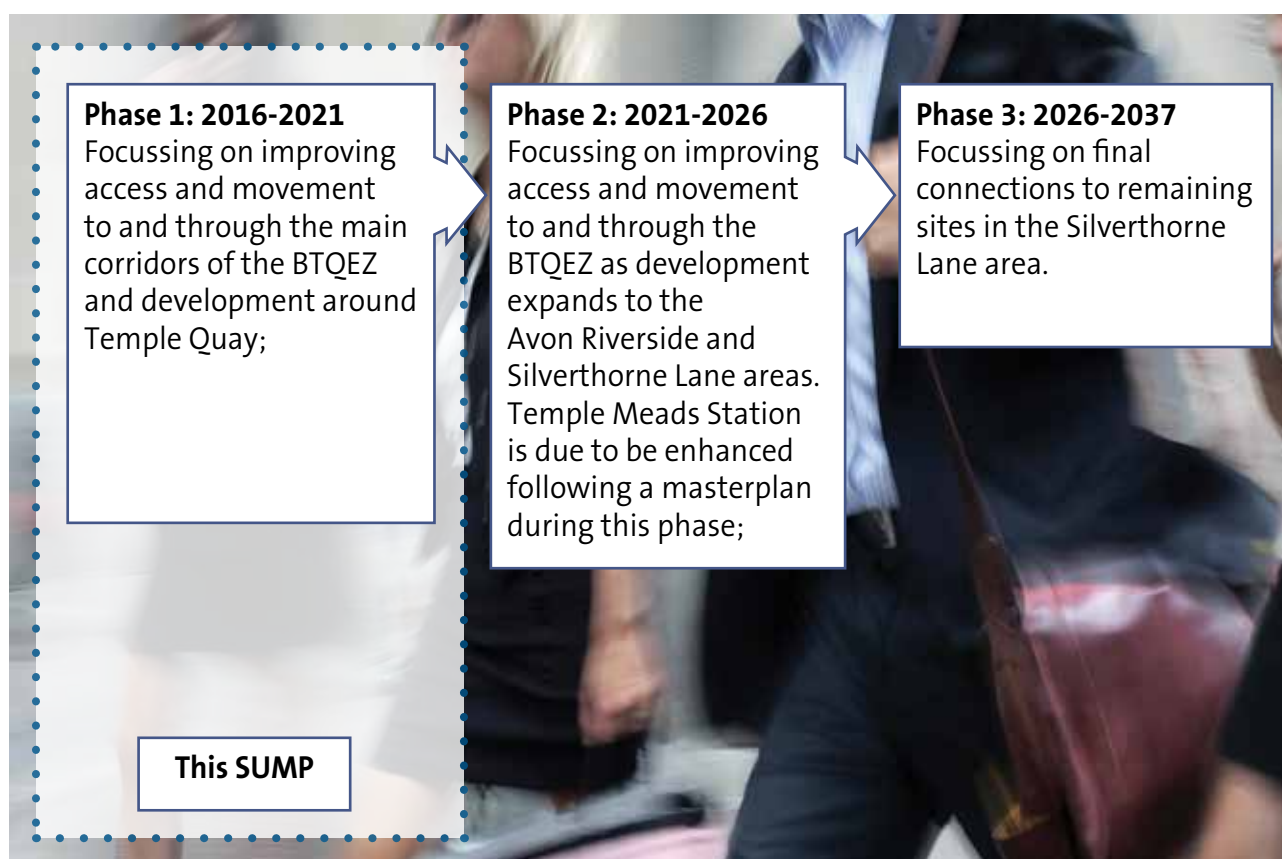 Phase 1: 2016-2021
Focussing on improving
access and movement
to and through the main
corridors of the BTQEZ
and development around
Temple Quay;
This SUMP
Phase 2: 2021-2026
Focussing on improving
access and movement
to and through the
BTQEZ as development
expands to the
Avon Riverside and
Silverthorne Lane areas.
Temple Meads Station
is due to be enhanced
following a masterplan
during this phase;
Phase 3: 2026-2037
Focussing on final
connections to remaining
sites in the Silverthorne
Lane area.